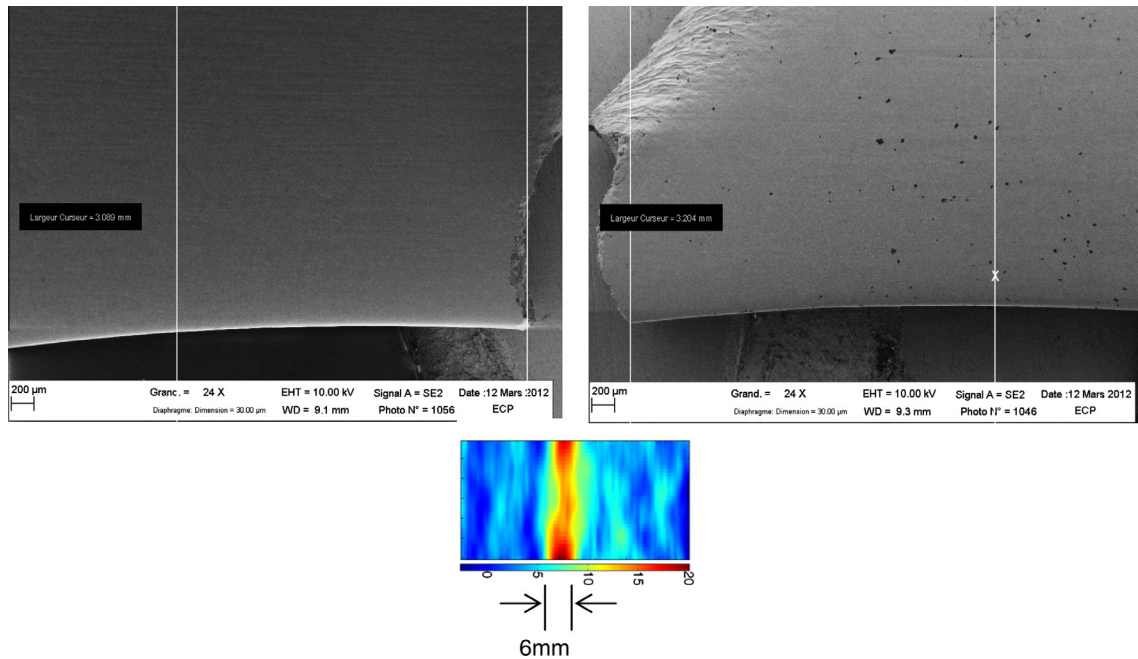 Largeur Curseur = 3.089 mm
200 µm
Granc. = 24 X
EHT = 10.00 kV
Signal A = SE2
Date :12 Mars 2012
Diaphragme: Dimension = 30.00 µm
WD = 9.1 mm
Photo N° = 1056
ECP
Largeur Curseur = 3.204 mm
X
200 µm
Grand. = 24 X
EHT = 10.00 kV
Signal A = SE2
Date :12 Mars 2012
Diaphragme: Dimension = 30.00 µm
WD = 9.3 mm
Photo N° = 1046
ECP
0 5 10 15 20
6mm